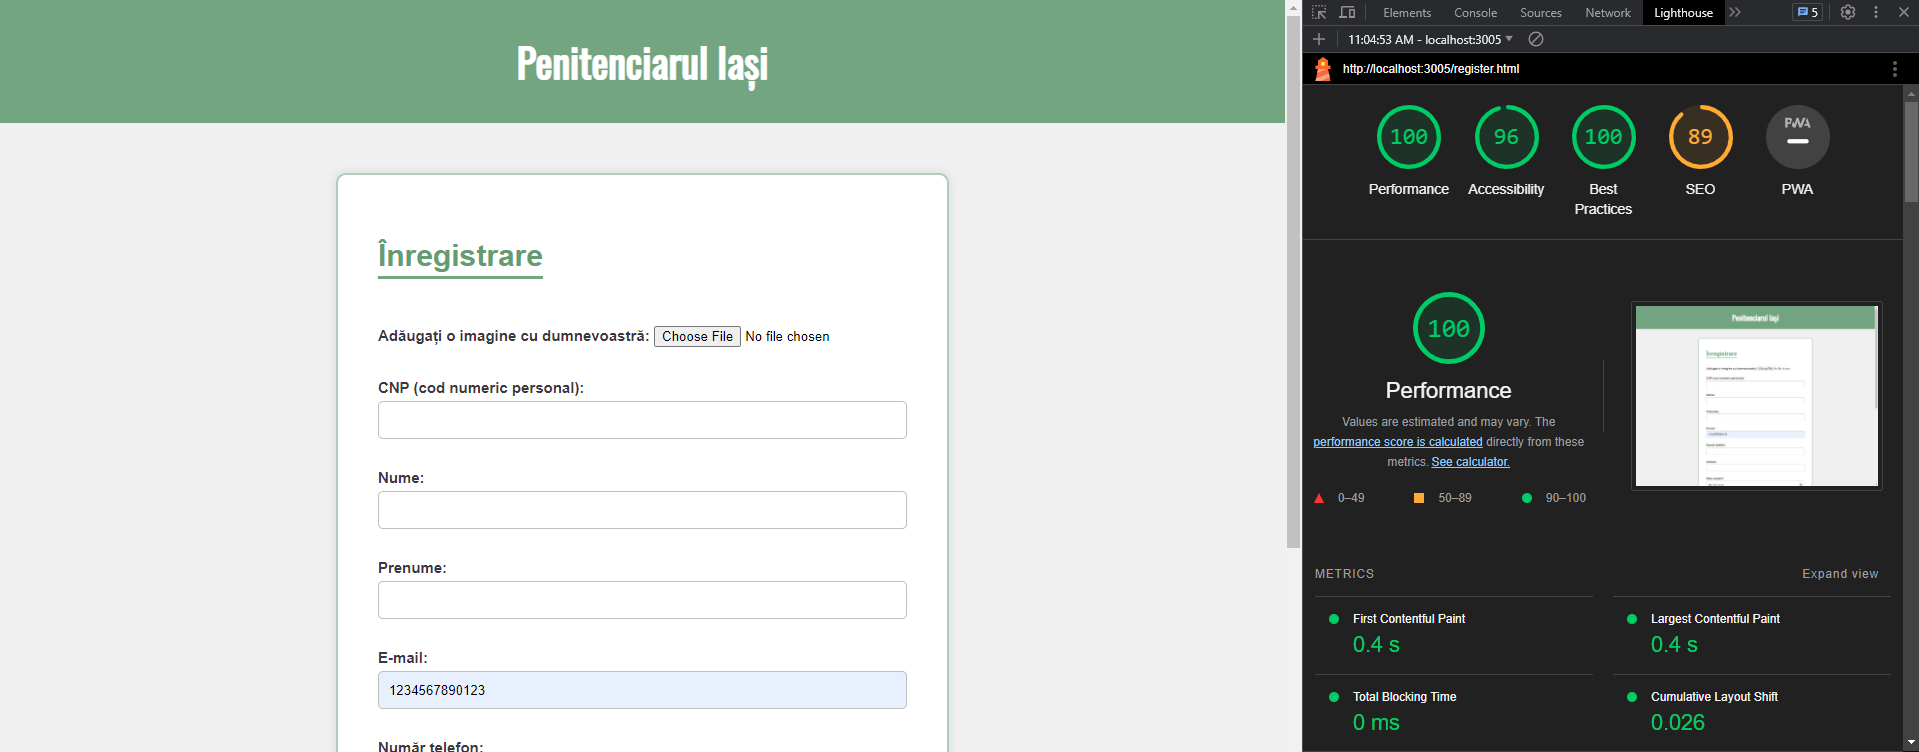 Penitenciarul Iași
Înregistrare
Adăugați o imagine cu dumnevoastră: Choose File No file chosen
CNP (cod numeric personal):
Nume:
Prenume:
E-mail:
1234567890123
Număr telefon:
Elements Console Sources Network Lighthouse 5
11:04:53 AM - localhost:3005
http://localhost:3005/register.html
100 96 100 89 PWA
Performance Accessibility Best Practices SEO PWA
100
Performance
Values are estimated and may vary. The
performance score is calculated directly from these
metrics. See calculator.
0–49 50–89 90–100
Penitenciarul Iași
Înregistrare
METRICS Expand view
First Contentful Paint Largest Contentful Paint
0.4 s 0.4 s
Total Blocking Time Cumulative Layout Shift
0 ms 0.026